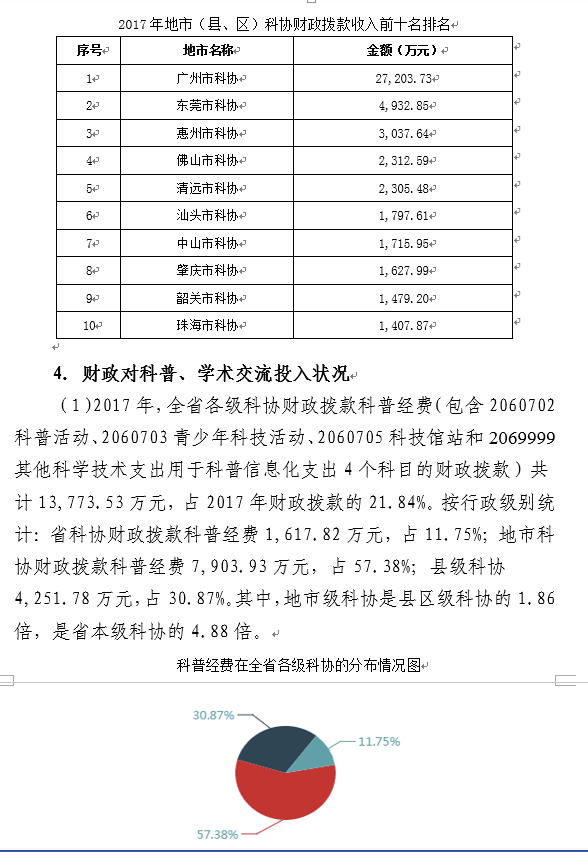 2017年地市（县、区）科协财政拨款收入前十名排名
序号 地市名称 金额（万元）
1 广州市科协 27,203.73
2 东莞市科协 4,932.85
3 惠州市科协 3,037.64
4 佛山市科协 2,312.59
5 清远市科协 2,305.48
6 汕头市科协 1,797.61
7 中山市科协 1,715.95
8 肇庆市科协 1,627.99
9 韶关市科协 1,479.20
10 珠海市科协 1,407.87
4. 财政对科普、学术交流投入状况
（1）2017年,全省各级科协财政拨款科普经费（包含2060702
科普活动、2060703青少年科技活动、2060705科技馆站和2069999
其他科学技术支出用于科普信息化支出4个科目的财政拨款）共
计13,773.53万元，占2017年财政拨款的21.84%。按行政级别统
计：省科协财政拨款科普经费1,617.82万元，占11.75%；地市科
协财政拨款科普经费7,903.93万元，占57.38%；县级科协
4,251.78万元,占30.87%。其中,地市级科协是县区级科协的1.86
倍，是省本级科协的4.88倍。
科普经费在全省各级科协的分布情况图
30.87%
11.75%
57.38%